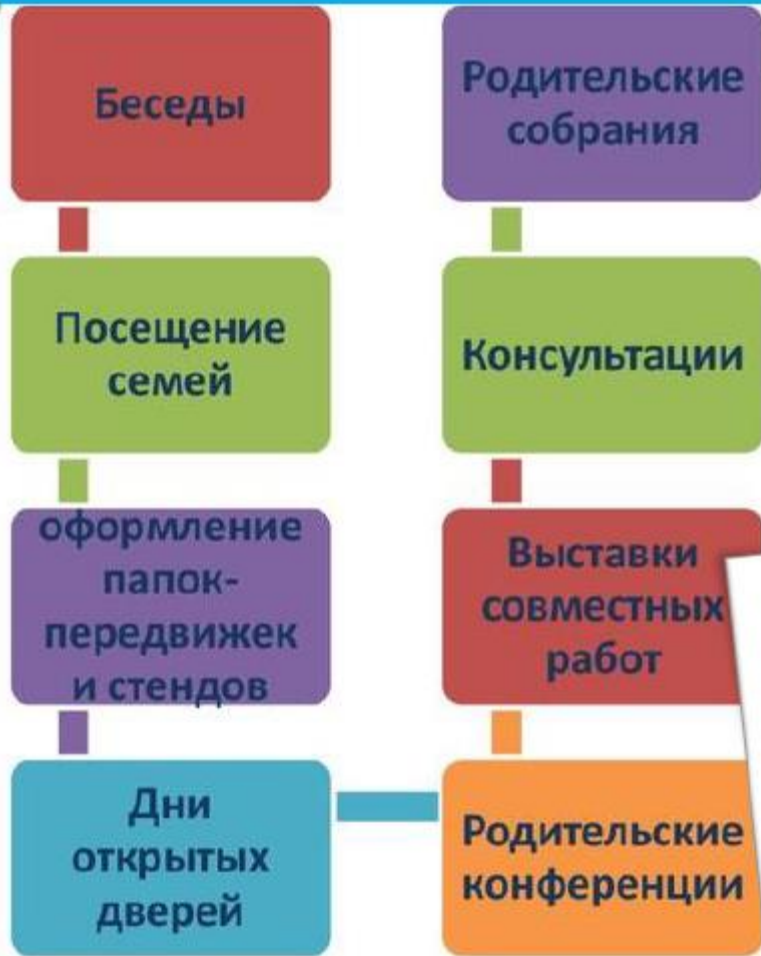 Беседы
Посещение
семей
оформление
папок-
передвижек
и стендов
Дни
открытых
дверей
Родительские
конференции
Выставки
совместных
работ
Консультации
Родительские
собрания